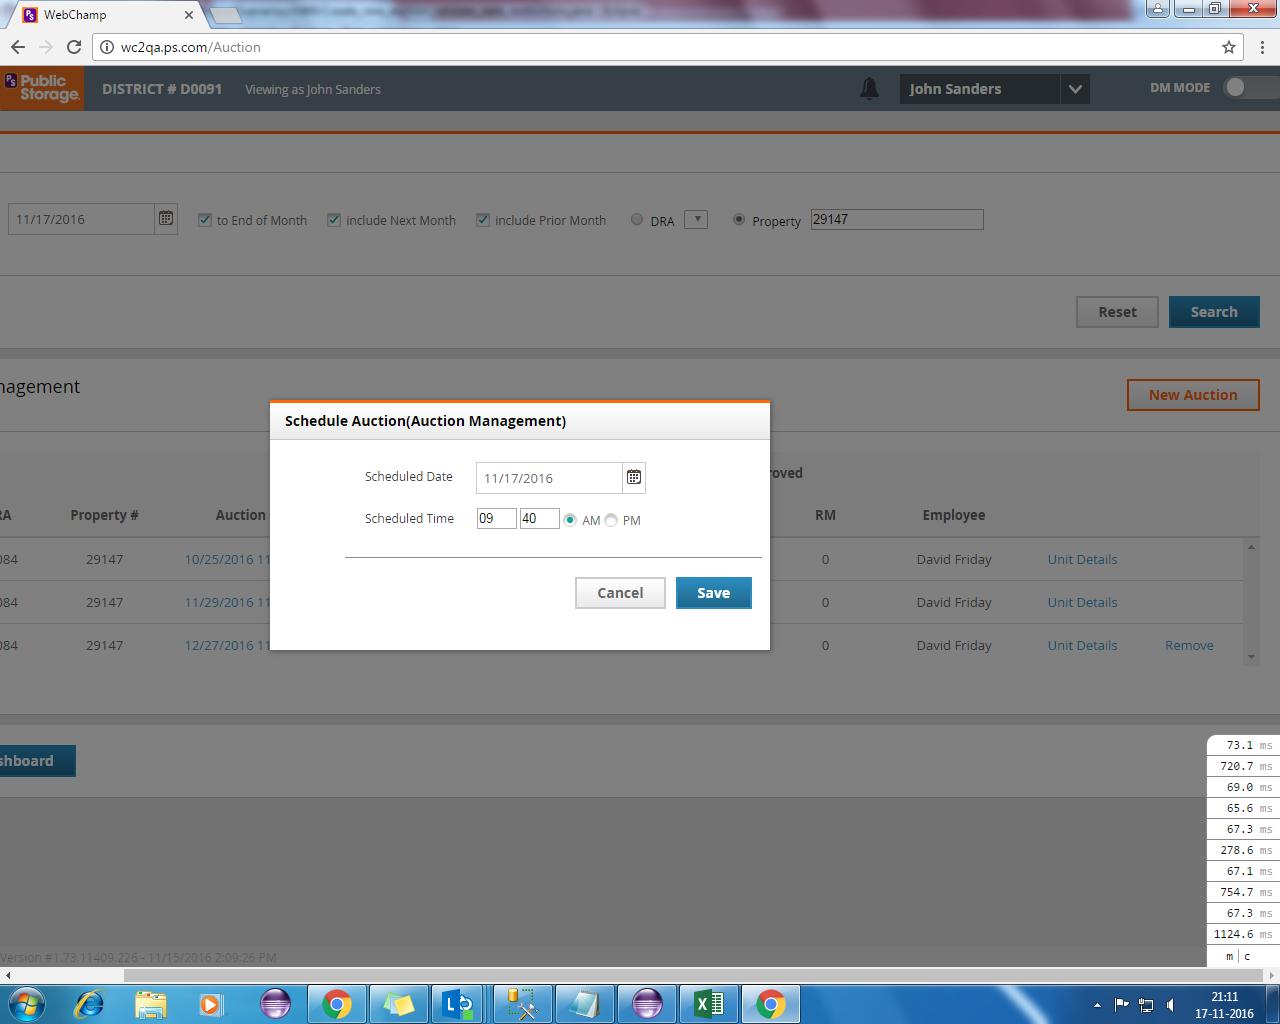 WebChamp
wc2qa.ps.com/Auction
PS Public Storage.
DISTRICT # D0091
Viewing as John Sanders
John Sanders
DM MODE
11/17/2016
to End of Month
include Next Month
include Prior Month
DRA
Property
29147
Reset
Search
nagement
New Auction
Schedule Auction(Auction Management)
Scheduled Date
11/17/2016
Scheduled Time
09
40
AM
PM
Cancel
Save
roved
RA
Property #
Auction
RM
Employee
084
29147
10/25/2016 11
0
David Friday
Unit Details
084
29147
11/29/2016 11
0
David Friday
Unit Details
084
29147
12/27/2016 11
0
David Friday
Unit Details
Remove
shboard
73.1 ms
720.7 ms
69.0 ms
65.6 ms
67.3 ms
278.6 ms
67.1 ms
754.7 ms
67.3 ms
1124.6 ms
m | c
Version #1.73.11409.226 - 11/15/2016 2:09:26 PM
21:11
17-11-2016